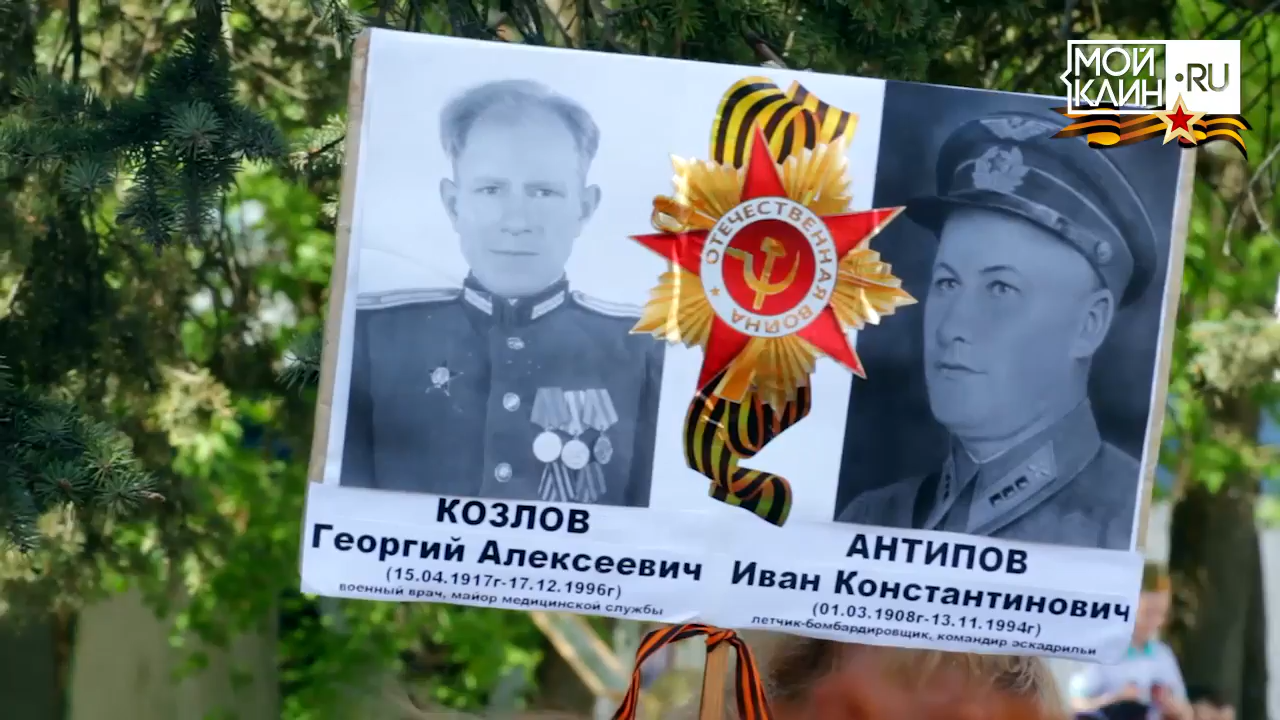 МОЙ
КЛИН
.RU
ОТЕЧЕСТВЕННАЯ ВОЙНА
КОЗЛОВ
Георгий Алексеевич
(15.04.1917г-17.12.1996г)
военный врач, майор медицинской службы
АНТИПОВ
Иван Константинович
(01.03.1908г-13.11.1994г)
летчик-бомбардировщик, командир эскадрильи